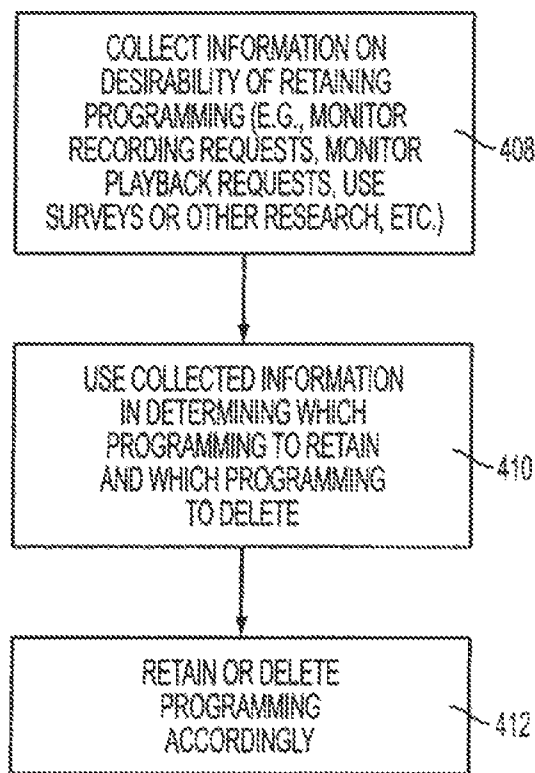 COLLECT INFORMATION ON
DESIRABILITY OF RETAINING
PROGRAMMING (E.G., MONITOR
RECORDING REQUESTS, MONITOR
PLAYBACK REQUESTS, USE
SURVEYS OR OTHER RESEARCH, ETC.)
408
USE COLLECTED INFORMATION
IN DETERMINING WHICH
PROGRAMMING TO RETAIN
AND WHICH PROGRAMMING
TO DELETE
410
RETAIN OR DELETE
PROGRAMMING
ACCORDINGLY
412